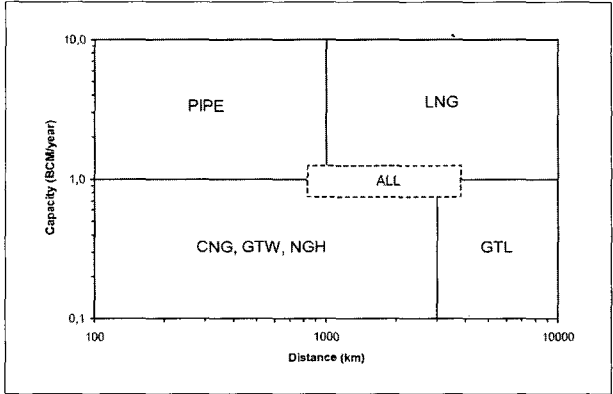 10,0
PIPE
LNG
Capacity (BCM/year)
1,0
ALL
CNG, GTW, NGH
GTL
0,1
100
1000
10000
Distance (km)